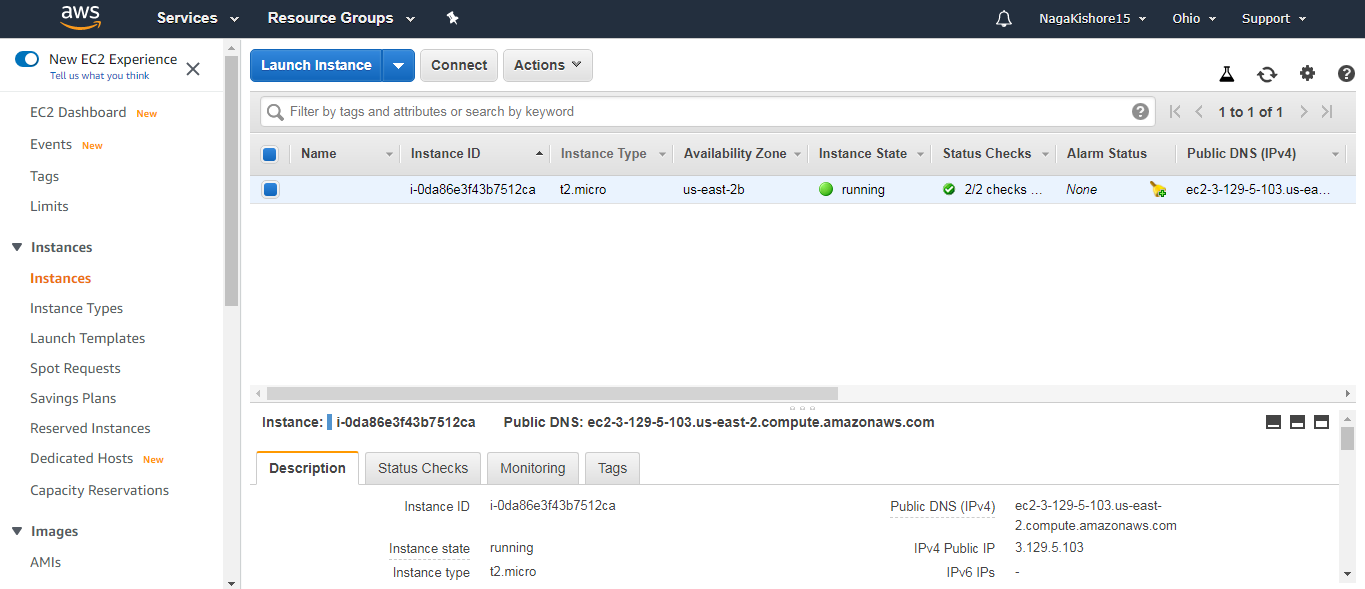 aws Services Resource Groups NagaKishore15 Ohio Support
New EC2 Experience
Tell us what you think
EC2 Dashboard New
Events New
Tags
Limits
Instances
Instances
Instance Types
Launch Templates
Spot Requests
Savings Plans
Reserved Instances
Dedicated Hosts New
Capacity Reservations
Images
AMIs
Launch Instance Connect Actions
Filter by tags and attributes or search by keyword ? 1 to 1 of 1
Name Instance ID Instance Type Availability Zone Instance State Status Checks Alarm Status Public DNS (IPv4)
i-0da86e3f43b7512ca t2.micro us-east-2b running 2/2 checks ... None ec2-3-129-5-103.us-ea...
Instance: i-0da86e3f43b7512ca Public DNS: ec2-3-129-5-103.us-east-2.compute.amazonaws.com
Description Status Checks Monitoring Tags
Instance ID i-0da86e3f43b7512ca
Instance state running
Instance type t2.micro
Public DNS (IPv4) ec2-3-129-5-103.us-east-
2.compute.amazonaws.com
IPv4 Public IP 3.129.5.103
IPv6 IPs -